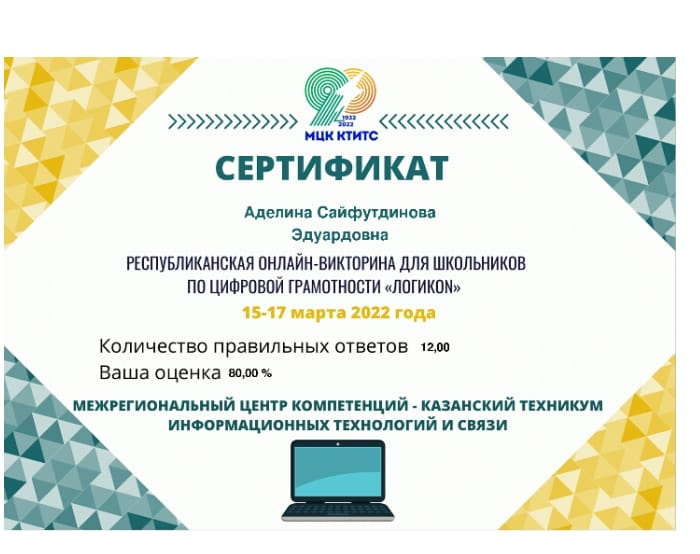 90
1932
2022
МЦК КТИТС
СЕРТИФИКАТ
Аделина Сайфутдинова
Эдуардовна
РЕСПУБЛИКАНСКАЯ ОНЛАЙН-ВИКТОРИНА ДЛЯ ШКОЛЬНИКОВ
ПО ЦИФРОВОЙ ГРАМОТНОСТИ «ЛОГИКОN»
15-17 марта 2022 года
Количество правильных ответов 12,00
Ваша оценка 80,00 %
МЕЖРЕГИОНАЛЬНЫЙ ЦЕНТР КОМПЕТЕНЦИЙ - КАЗАНСКИЙ ТЕХНИКУМ
ИНФОРМАЦИОННЫХ ТЕХНОЛОГИЙ И СВЯЗИ